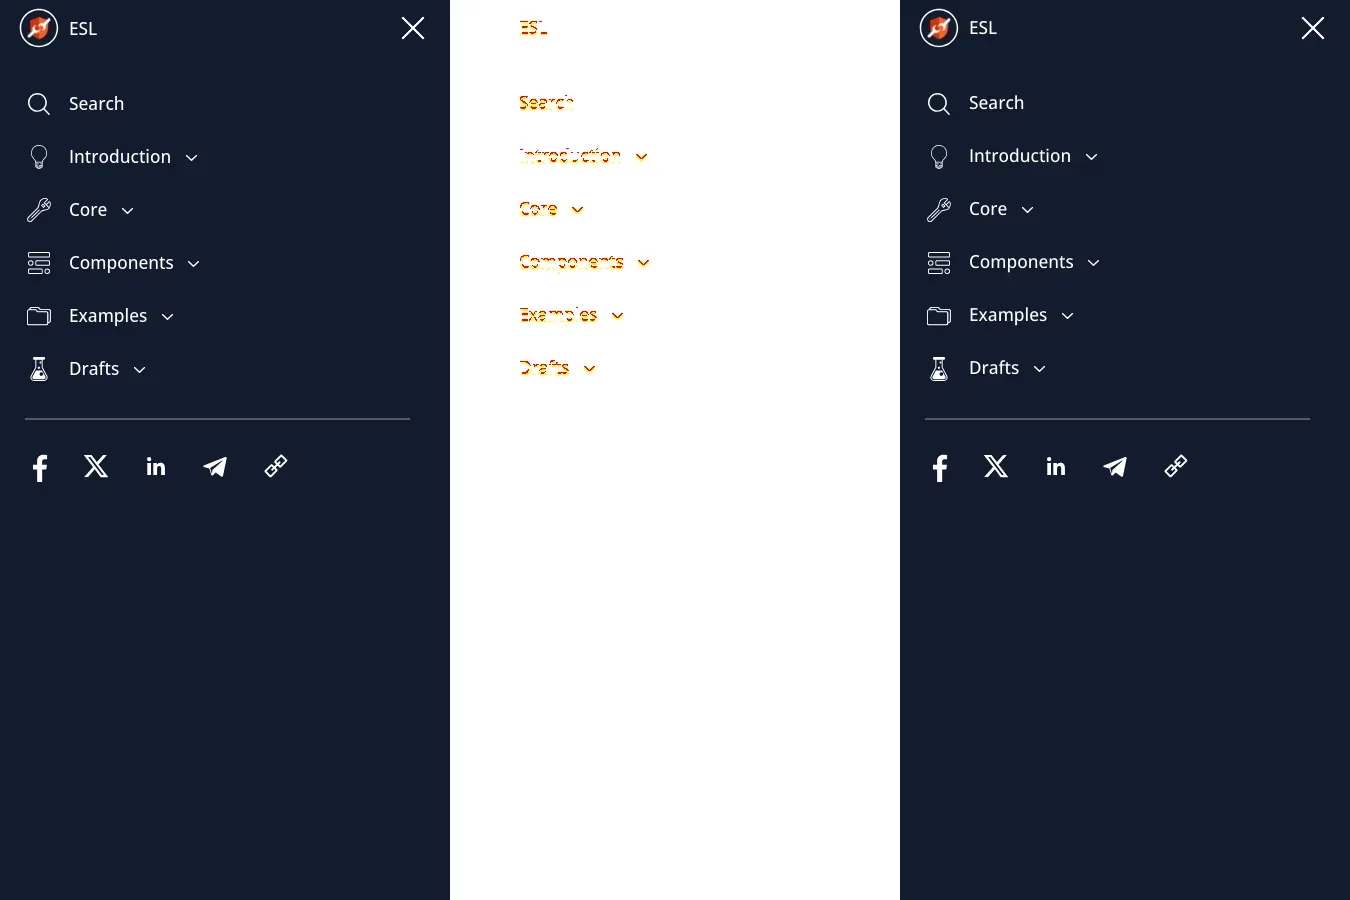 ESL
Search
Introduction
Core
Components
Examples
Drafts
ESL
Search
Introduction
Core
Components
Examples
Drafts
ESL
Search
Introduction
Core
Components
Examples
Drafts